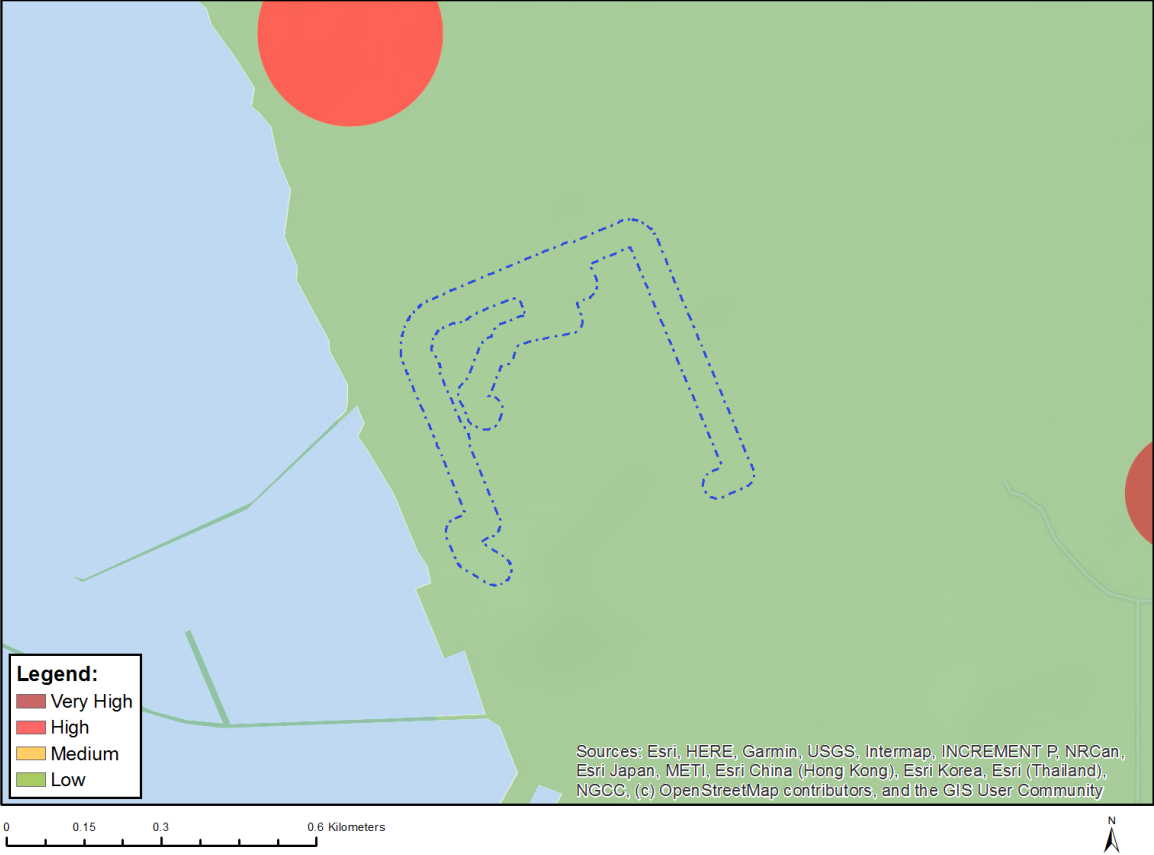 Legend:
Very High
High
Medium
Low
Sources: Esri, HERE, Garmin, USGS, Intermap, INCREMENT P, NRCan,
Esri Japan, METI, Esri China (Hong Kong), Esri Korea, Esri (Thailand),
NGCC, (c) OpenStreetMap contributors, and the GIS User Community
0 0.15 0.3 0.6 Kilometers
N